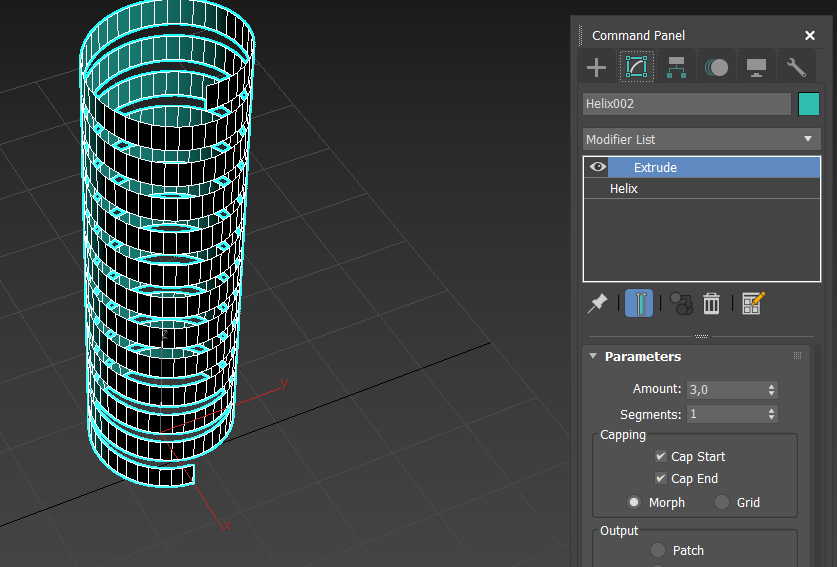 Command Panel
Helix002
Modifier List
Extrude
Helix
Parameters
Amount: 3,0
Segments: 1
Capping
Cap Start
Cap End
Morph Grid
Output
Patch
y
x